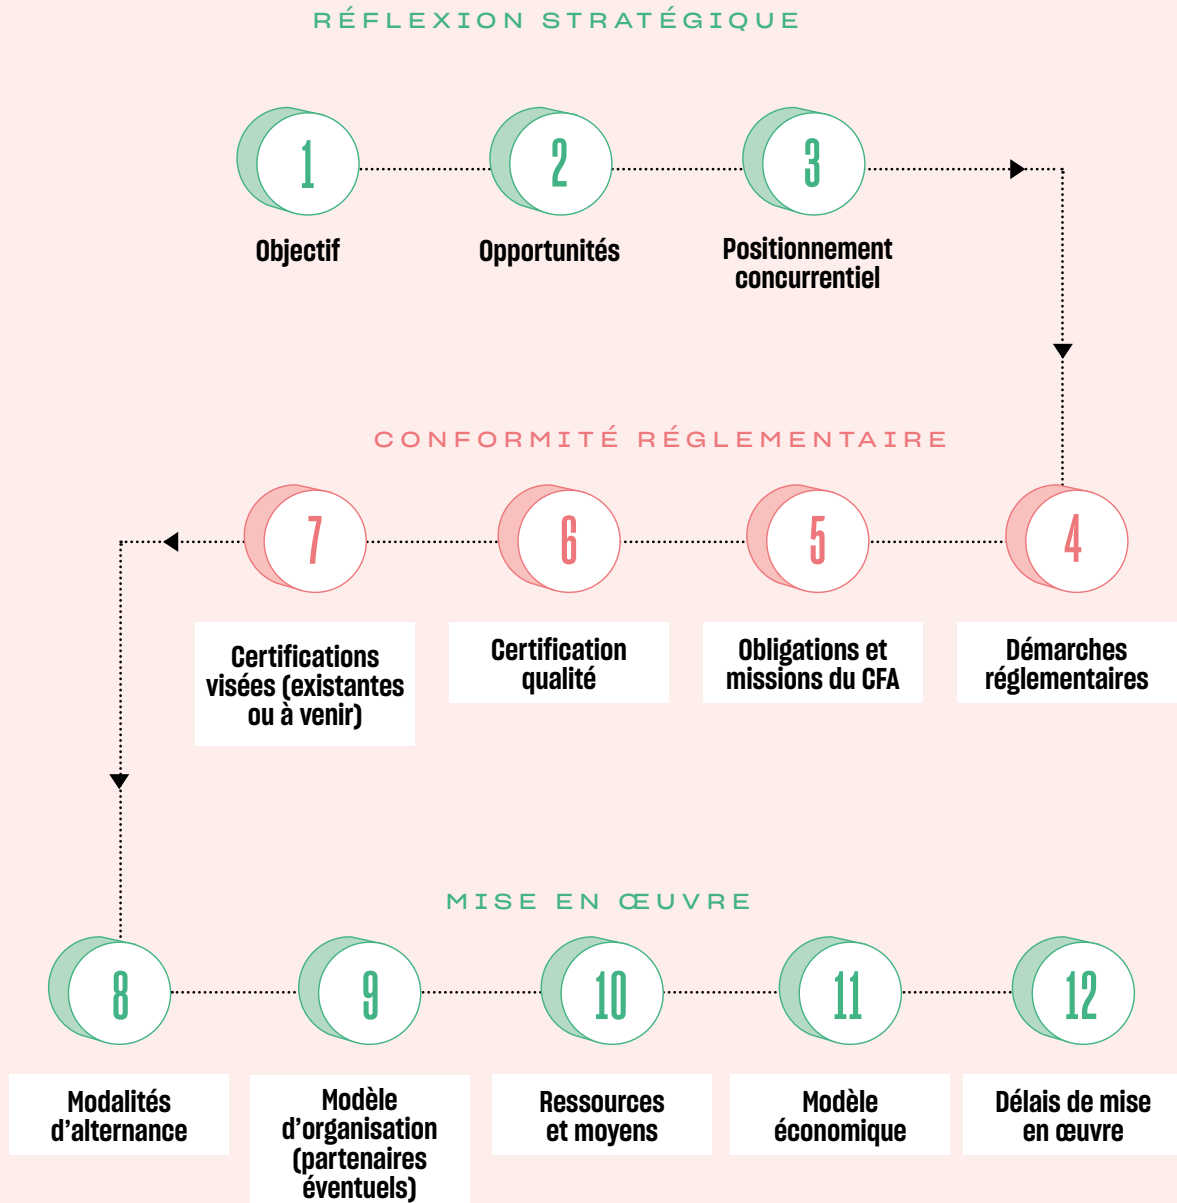 RÉFLEXION STRATÉGIQUE
1
2
3
Objectif
Opportunités
Positionnement
concurrentiel
CONFORMITÉ RÉGLEMENTAIRE
7
6
5
4
Certifications
visées (existantes
ou à venir)
Certification
qualité
Obligations et
missions du CFA
Démarches
réglementaires
MISE EN ŒUVRE
8
9
10
11
12
Modalités
d’alternance
Modèle
d’organisation
(partenaires
éventuels)
Ressources
et moyens
Modèle
économique
Délais de mise
en œuvre